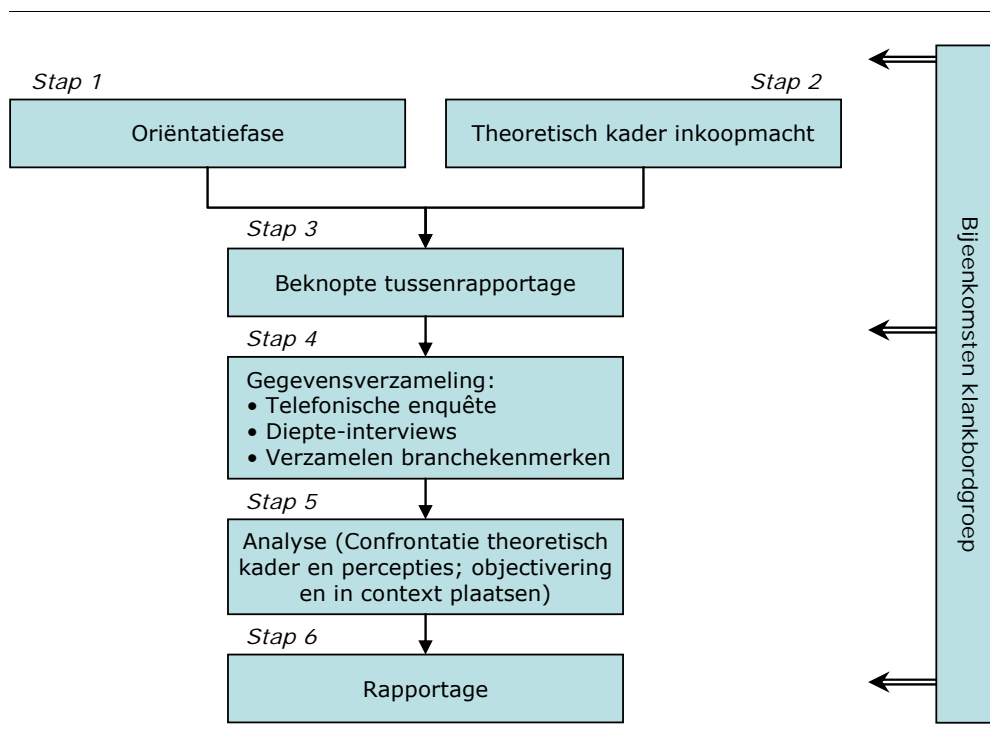 Stap 1
Stap 2
Oriëntatiefase
Theoretisch kader inkoopmacht
Stap 3
Beknopte tussenrapportage
Stap 4
Gegevensverzameling:
• Telefonische enquête
• Diepte-interviews
• Verzamelen branchekenmerken
Stap 5
Analyse (Confrontatie theoretisch
kader en percepties; objectivering
en in context plaatsen)
Stap 6
Rapportage
Bijeenkomsten klankbordgroep